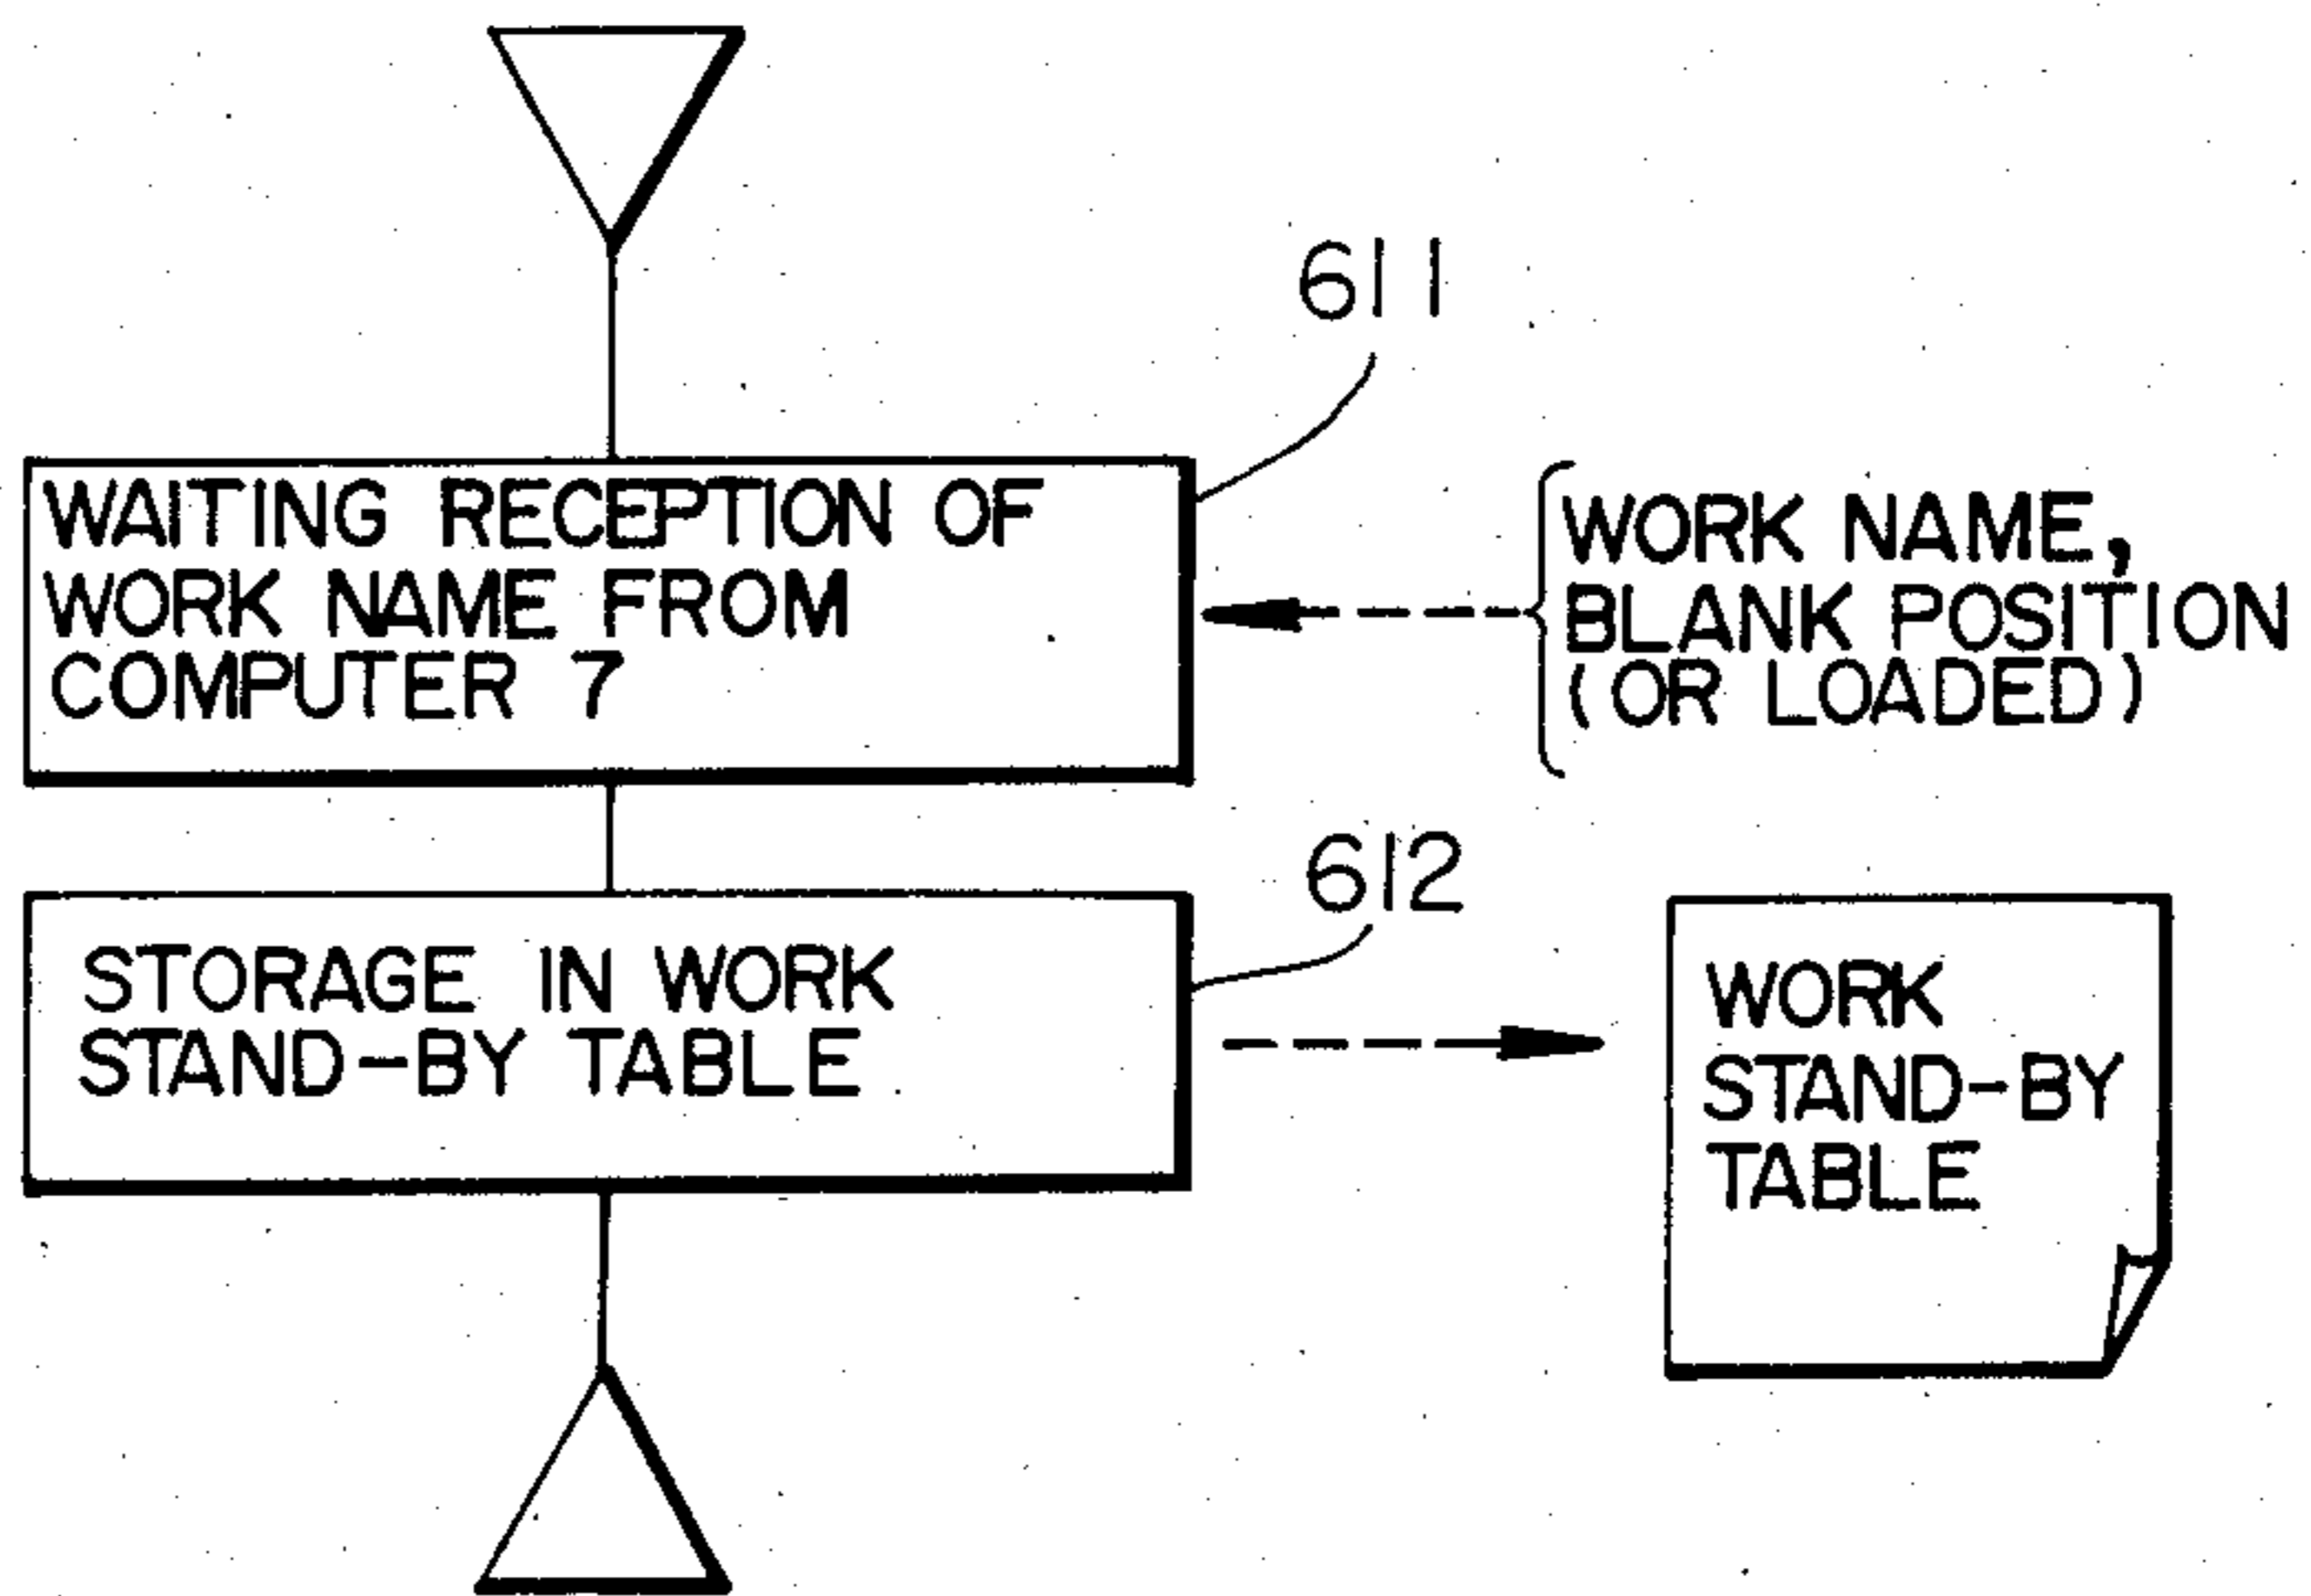 611
WAITING RECEPTION OF
WORK NAME FROM
COMPUTER 7
WORK NAME,
BLANK POSITION
(OR LOADED)
612
STORAGE IN WORK
STAND-BY TABLE
WORK
STAND-BY
TABLE